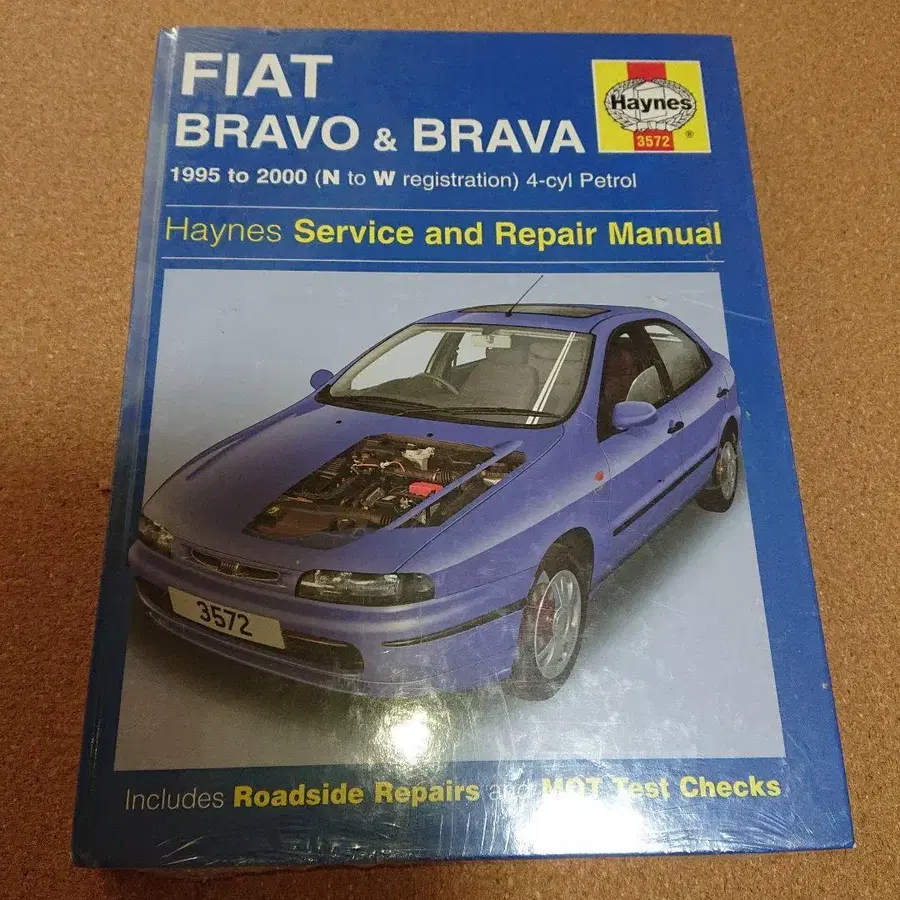 FIAT
BRAVO & BRAVA
Haynes
3572
®
1995 to 2000 (N to W registration) 4-cyl Petrol
Haynes Service and Repair Manual
3572
Includes Roadside Repairs and MOT Test Checks